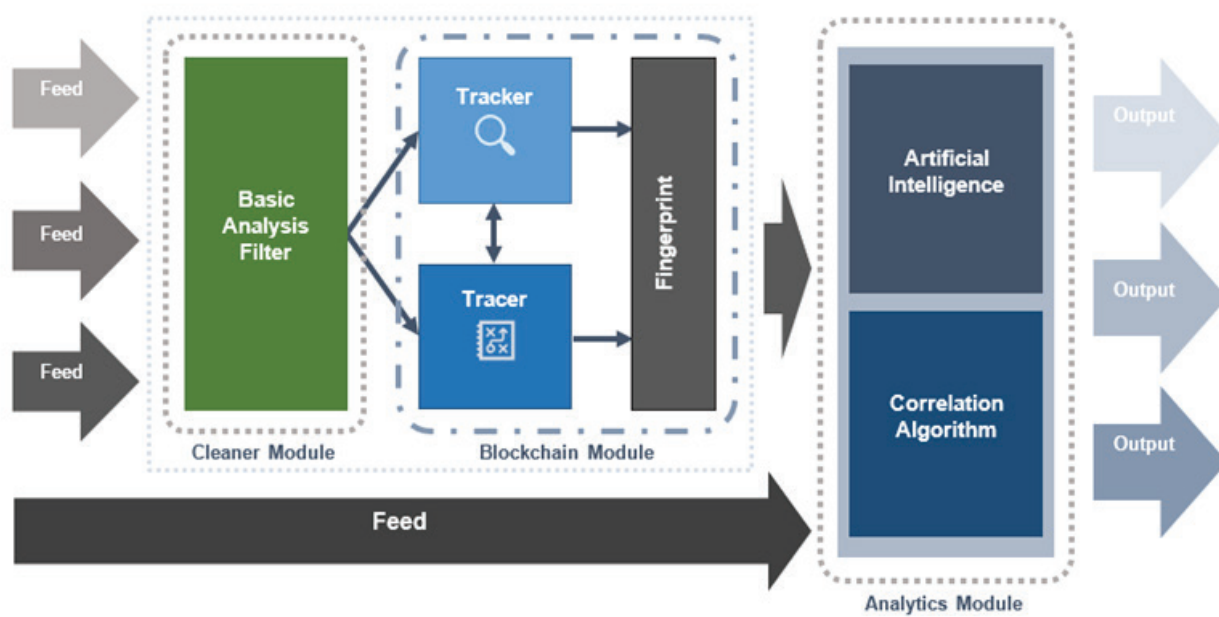 Feed
Feed
Feed
Basic
Analysis
Filter
Cleaner Module
Tracker
Tracer
Fingerprint
Blockchain Module
Feed
Artificial
Intelligence
Correlation
Algorithm
Analytics Module
Output
Output
Output